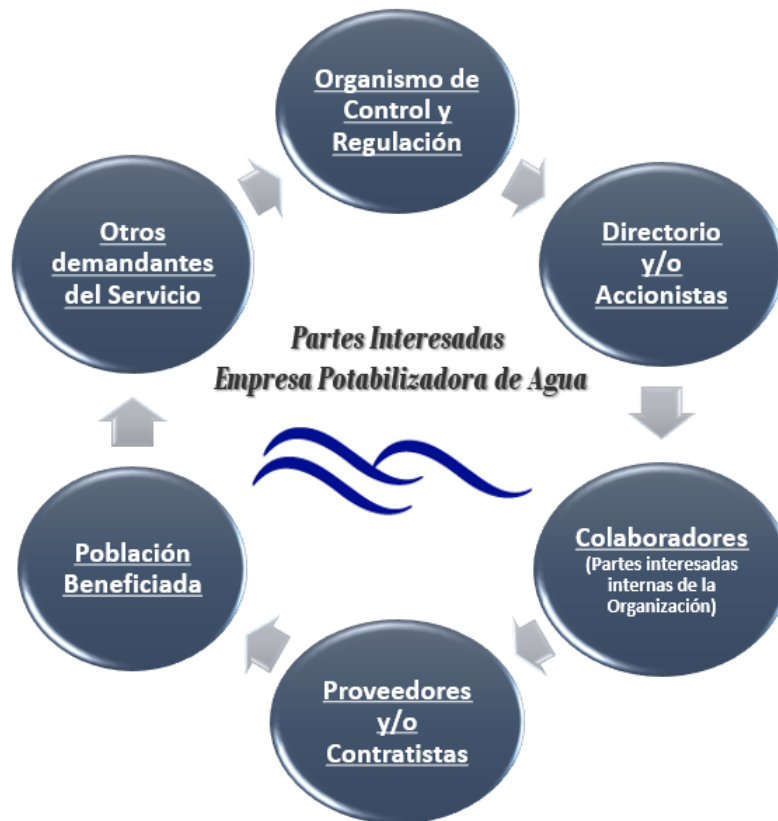 Organismo de
Control y
Regulación
Directorio
y/o
Accionistas
Colaboradores
(Partes interesadas
internas de la
Organización)
Proveedores
y/o
Contratistas
Población
Beneficiada
Otros
demandantes
del Servicio
Partes Interesadas
Empresa Potabilizadora de Agua